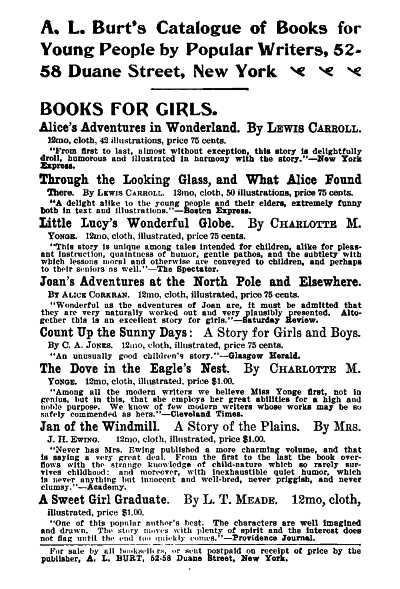 A. L. Burt's Catalogue of Books for
Young People by Popular Writers, 52-
58 Duane Street, New York
BOOKS FOR GIRLS.
Alice's Adventures in Wonderland. By LEWIS CARROLL.
12mo, cloth, 42 illustrations, price 75 cents.
"From first to last, almost without exception, this story is delightfully
droll, humorous and illustrated in harmony with the story."—New York
Express.
Through the Looking Glass, and What Alice Found
There. By LEWIS CARROLL. 12mo, cloth, 50 illustrations, price 75 cents.
"A delight alike to the young people and their elders, extremely funny
both in text and illustrations."—Boston Express.
Little Lucy's Wonderful Globe. By CHARLOTTE M.
YONGE. 12mo, cloth, illustrated, price 75 cents.
"This story is unique among tales intended for children, alike for pleas-
ant instruction, quaintness of humor, gentle pathos, and the subtlety with
which lessons moral and otherwise are conveyed to children, and perhaps
to their seniors as well."—The Spectator.
Joan's Adventures at the North Pole and Elsewhere.
By ALICE CORKRAN. 12mo, cloth, illustrated, price 75 cents.
"Wonderful as the adventures of Joan are, it must be admitted that
they are very naturally worked out and very plausibly presented. Alto-
gether this is an excellent story for girls."—Saturday Review.
Count Up the Sunny Days: A Story for Girls and Boys.
By C. A. JONES. 12mo, cloth, illustrated, price 75 cents.
"An unusually good children's story."—Glasgow Herald.
The Dove in the Eagle's Nest. By CHARLOTTE M.
YONGE. 12mo, cloth, illustrated, price $1.00.
"Among all the modern writers we believe Miss Yonge first, not in
genius, but in this, that she employs her great abilities for a high and
noble purpose. We know of few modern writers whose works may be so
safely commended as hers."—Cleveland Times.
Jan of the Windmill. A Story of the Plains. By MRS.
J. H. EWING. 12mo, cloth, illustrated, price $1.00.
"Never has Mrs. Ewing published a more charming volume, and that
is saying a very great deal. From the first to the last the book over-
flows with the strange knowledge of child-nature which so rarely sur-
vives childhood: and moreover, with inexhaustible quiet humor, which
is never anything but innocent and well-bred, never priggish, and never
clumsy."—Academy.
A Sweet Girl Graduate. By L. T. MEADE. 12mo, cloth,
illustrated, price $1.00.
"One of this popular author's best. The characters are well imagined
and drawn. The story moves with plenty of spirit and the interest does
not flag until the end too quickly comes."—Providence Journal.
For sale by all booksellers, or sent postpaid on receipt of price by the
publisher, A. L. BURT, 52-58 Duane Street, New York.